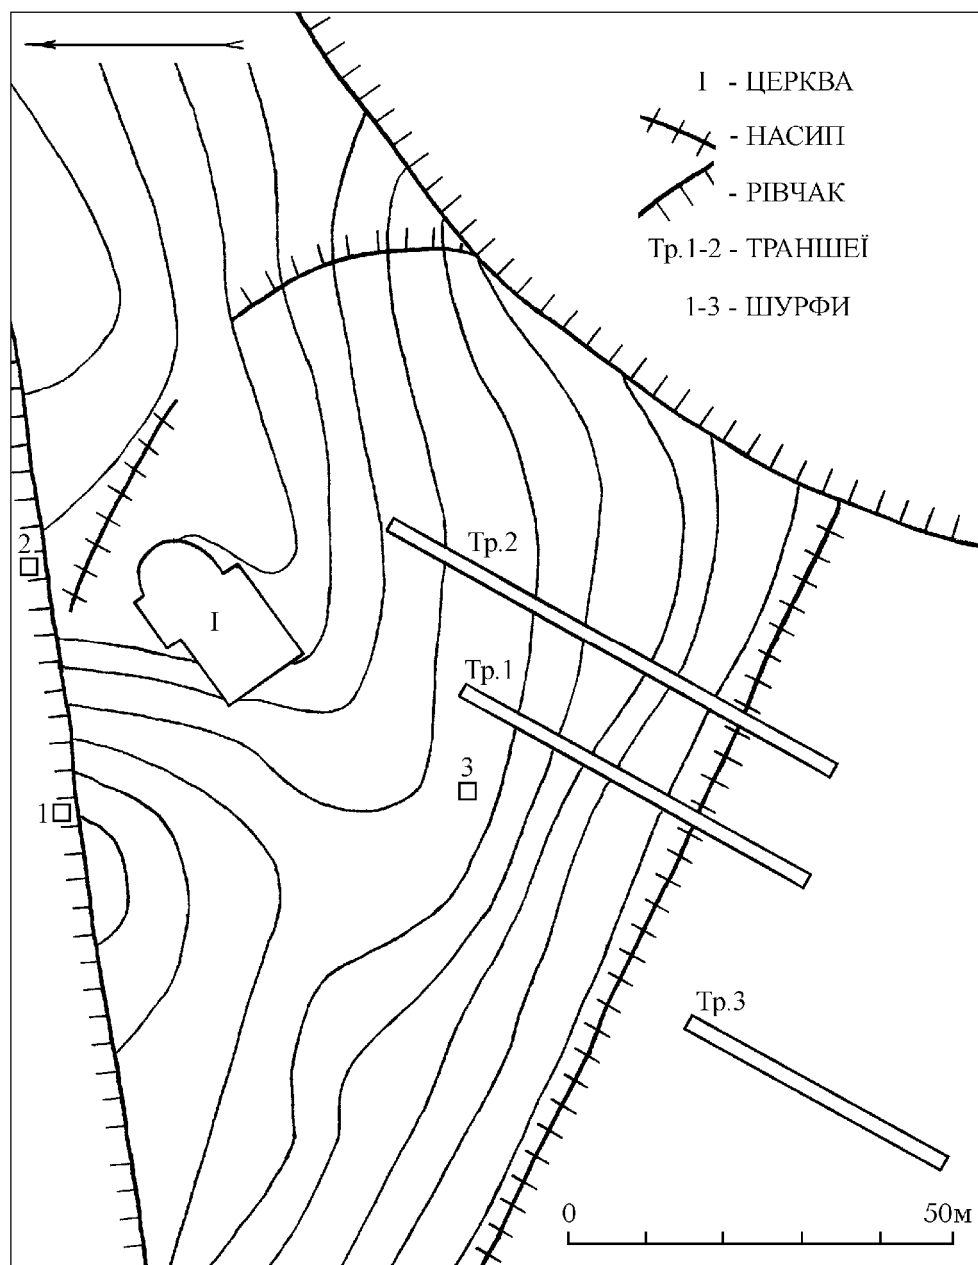 I - ЦЕРКВА
- НАСИП
- РІВЧАК
Тр.1-2 - ТРАНШЕЇ
1-3 - ШУРФИ
2
Тр.2
I
Тр.1
3
1
Тр.3
0 50м